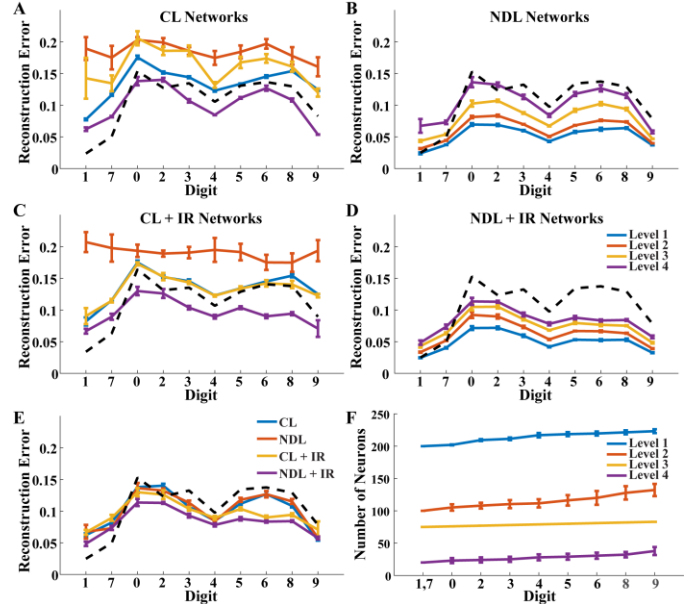 A
CL Networks
Reconstruction Error
0.2
0.15
0.1
0.05
0
1 7 0 2 3 4 5 6 8 9
Digit
B
NDL Networks
Reconstruction Error
0.2
0.15
0.1
0.05
0
1 7 0 2 3 4 5 6 8 9
Digit
C
CL + IR Networks
Reconstruction Error
0.2
0.15
0.1
0.05
0
1 7 0 2 3 4 5 6 8 9
Digit
D
NDL + IR Networks
Level 1
Level 2
Level 3
Level 4
Reconstruction Error
0.2
0.15
0.1
0.05
0
1 7 0 2 3 4 5 6 8 9
Digit
E
CL
NDL
CL + IR
NDL + IR
Reconstruction Error
0.2
0.15
0.1
0.05
0
1 7 0 2 3 4 5 6 8 9
Digit
F
Level 1
Level 2
Level 3
Level 4
Number of Neurons
250
200
150
100
50
0
1,7 0 2 3 4 5 6 8 9
Digit